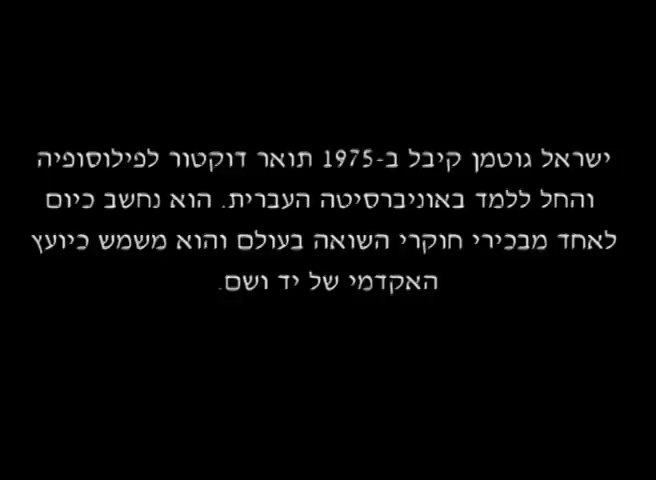 ישראל גוטמן קיבל ב-1975 תואר דוקטור לפילוסופיה
והחל ללמד באוניברסיטה העברית. הוא נחשב כיום
לאחד מבכירי חוקרי השואה בעולם והוא משמש כיועץ
האקדמי של יד ושם.